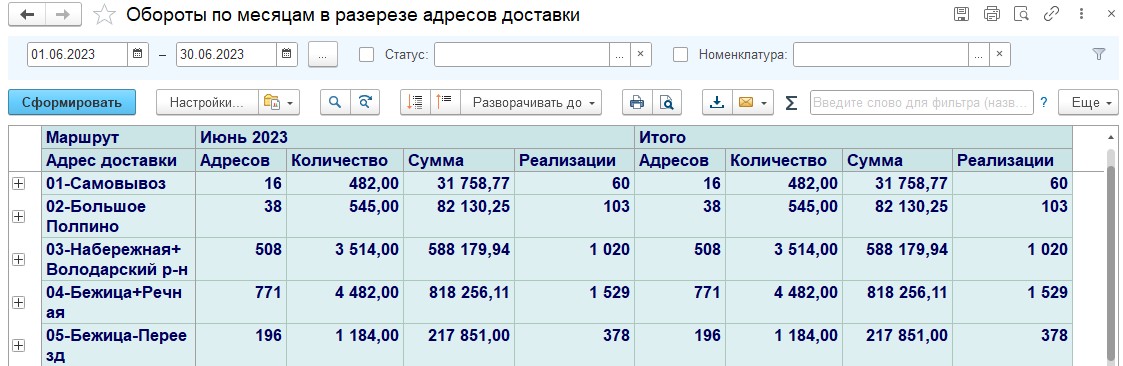 Обороты по месяцам в разерезе адресов доставки
01.06.2023 – 30.06.2023 ... Статус: ... × Номенклатура: ... ×
Сформировать Настройки... Разворачивать до Σ Введите слово для фильтра (назв... ? Еще
Маршрут Июнь 2023 Итого
Адрес доставки Адресов Количество Сумма Реализации Адресов Количество Сумма Реализации
01-Самовывоз 16 482,00 31 758,77 60 16 482,00 31 758,77 60
02-Большое 38 545,00 82 130,25 103 38 545,00 82 130,25 103
Полпино
03-Набережная+ 508 3 514,00 588 179,94 1 020 508 3 514,00 588 179,94 1 020
Володарский р-н
04-Бежица+Речн 771 4 482,00 818 256,11 1 529 771 4 482,00 818 256,11 1 529
ая
05-Бежица-Перее 196 1 184,00 217 851,00 378 196 1 184,00 217 851,00 378
зд